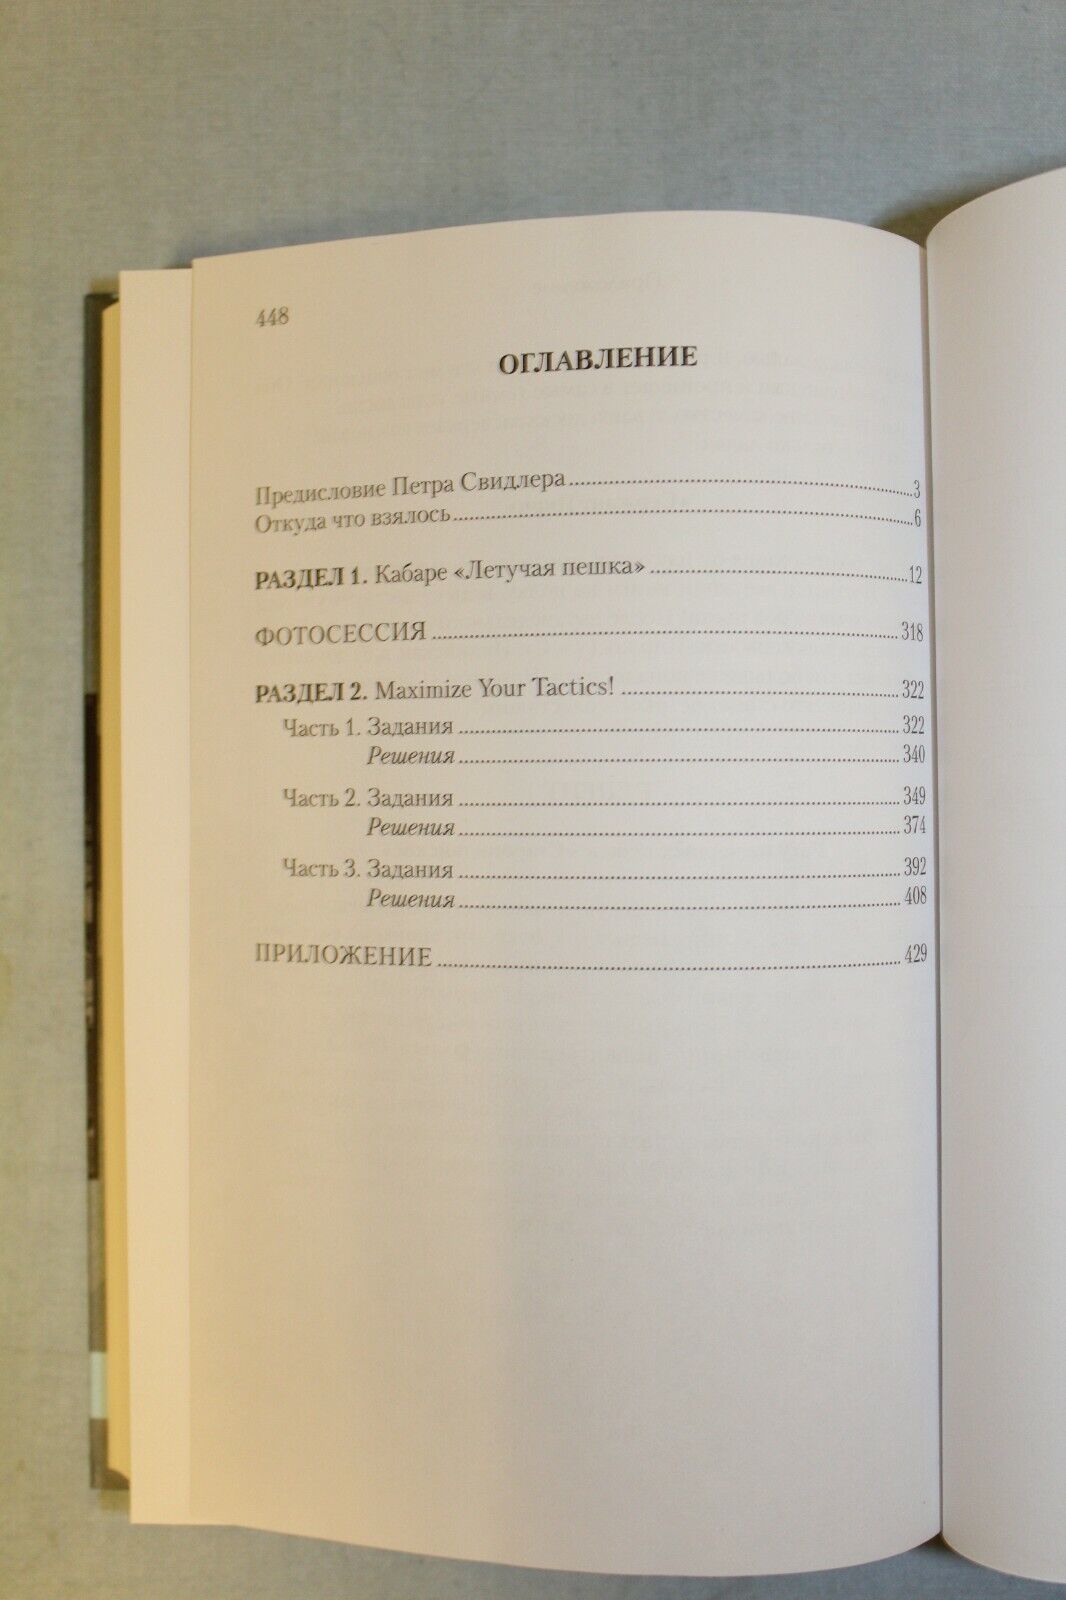 448
ОГЛАВЛЕНИЕ
Предисловие Петра Свидлера 3
Откуда что взялось 6
РАЗДЕЛ 1. Кабаре «Летучая пешка» 12
ФОТОСЕССИЯ 318
РАЗДЕЛ 2. Maximize Your Tactics! 322
Часть 1. Задания 322
Решения 340
Часть 2. Задания 349
Решения 374
Часть 3. Задания 392
Решения 408
ПРИЛОЖЕНИЕ 429